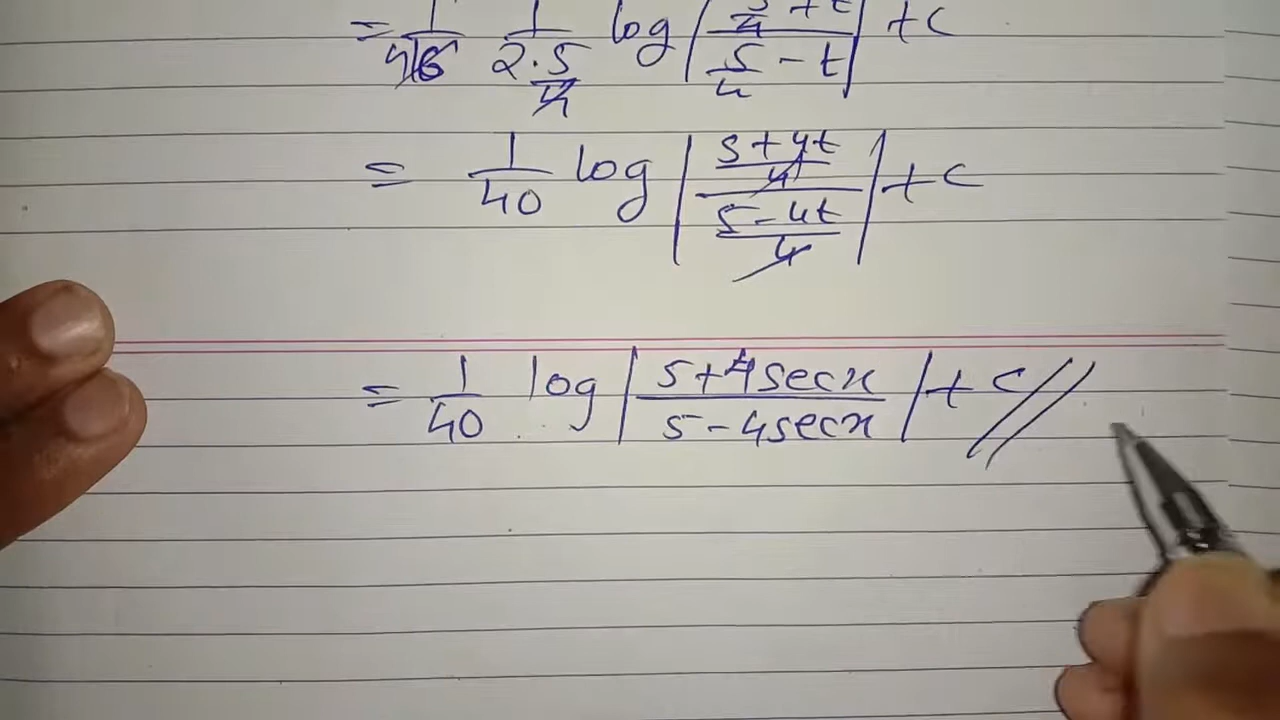 = 1/16 1/(2·5/4) log |(5/4 + t)/(5/4 - t)| + c
= 1/40 log |((5+4t)/4)/((5-4t)/4)| + c
= 1/40 log |(5+4secx)/(5-4secx)| + c //